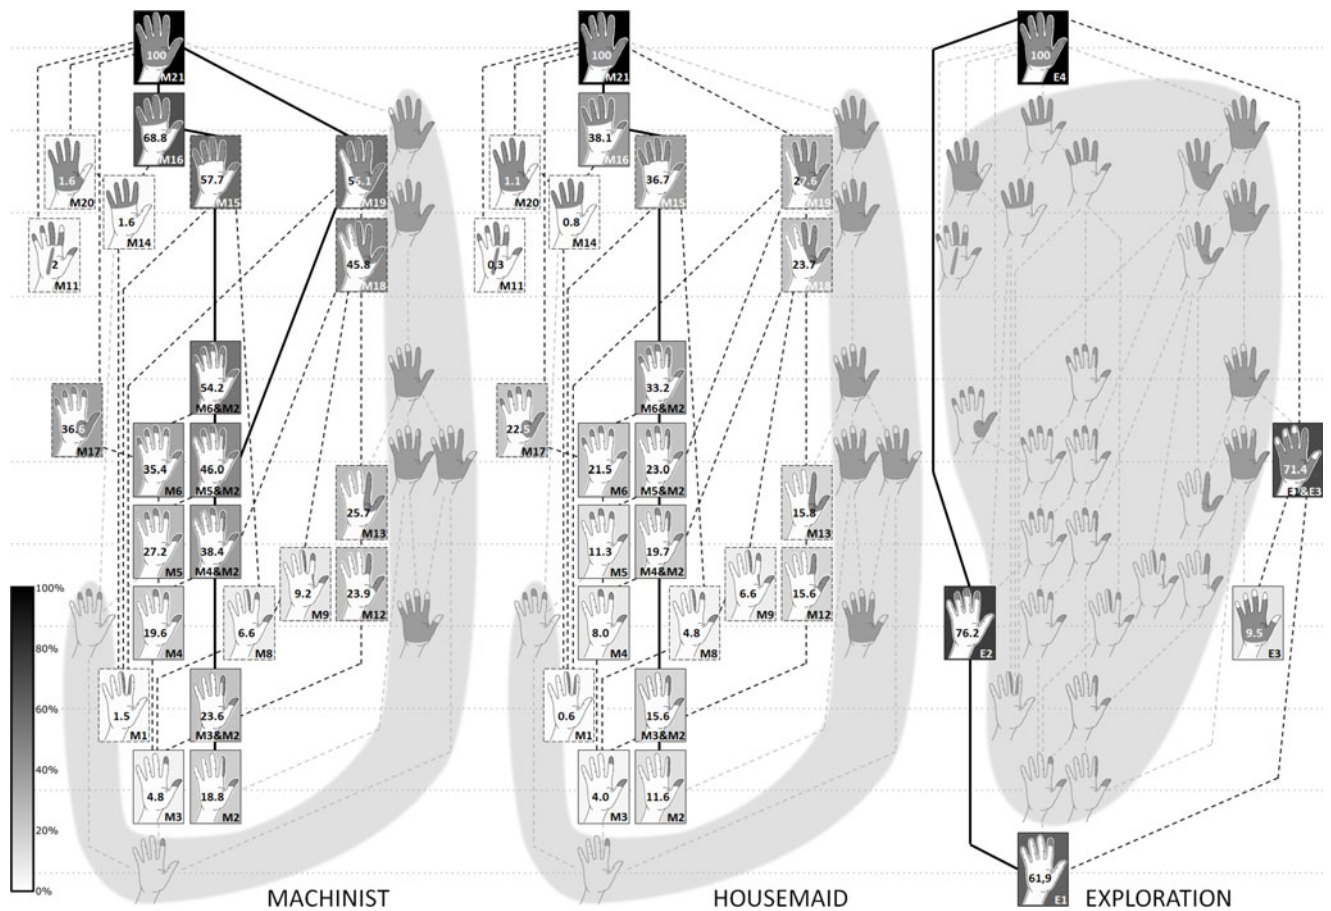 100
M21
68.8
M16
1.6
M20
57.7
M15
55.1
M19
1.6
M14
2
M11
45.8
M18
54.2
M6&M2
36.6
M17
35.4
M6
46.0
M5&M2
25.7
M13
27.2
M5
38.4
M4&M2
9.2
M9
23.9
M12
19.6
M4
6.6
M8
1.5
M1
23.6
M3&M2
4.8
M3
18.8
M2
100%
80%
60%
40%
20%
0%
MACHINIST
100
M21
38.1
M16
1.1
M20
36.7
M15
27.6
M19
0.8
M14
0.3
M11
23.7
M18
33.2
M6&M2
22.5
M17
21.5
M6
23.0
M5&M2
15.8
M13
11.3
M5
19.7
M4&M2
6.6
M9
15.6
M12
8.0
M4
4.8
M8
0.6
M1
15.6
M3&M2
4.0
M3
11.6
M2
HOUSEMAID
100
E4
71.4
E1&E3
76.2
E2
9.5
E3
61,9
E1
EXPLORATION